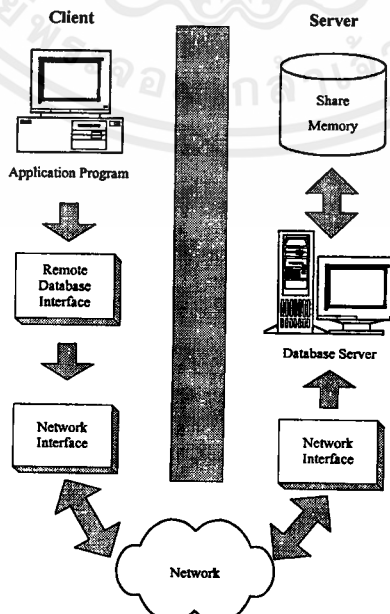 Client
Server
Share
Memory
Application Program
Remote
Database
Interface
Database Server
Network
Interface
Network
Interface
Network